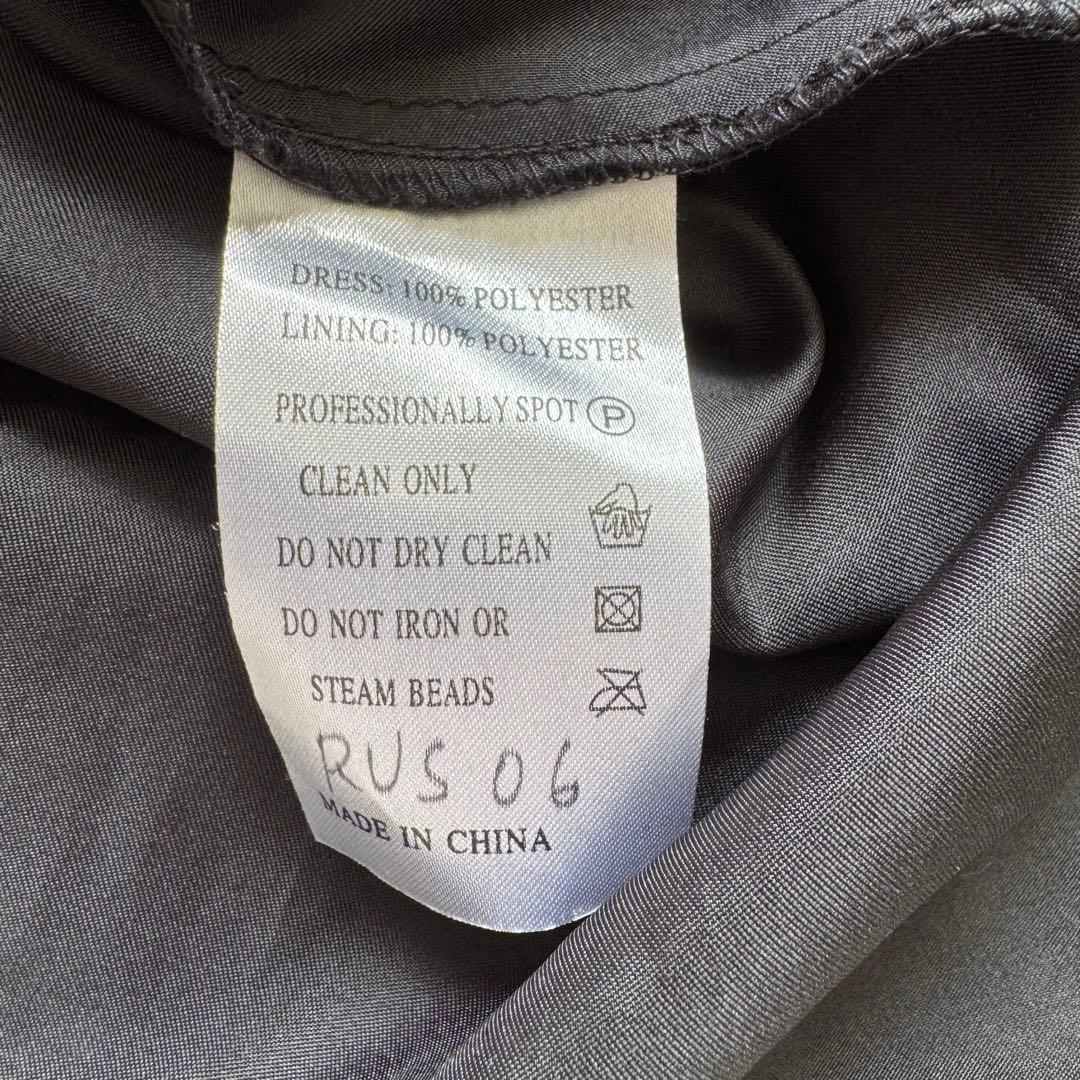 DRESS: 100% POLYESTER
LINING: 100% POLYESTER
PROFESSIONALLY SPOT P
CLEAN ONLY
DO NOT DRY CLEAN
DO NOT IRON OR
STEAM BEADS
RUS 06
MADE IN CHINA